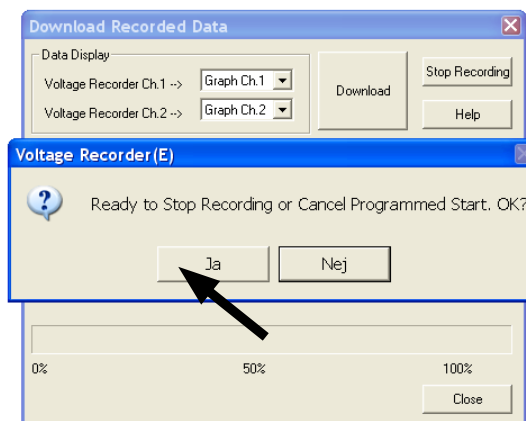 Download Recorded Data
Data Display
Voltage Recorder Ch.1 --> Graph Ch.1
Voltage Recorder Ch.2 --> Graph Ch.2
Download
Stop Recording
Help
Voltage Recorder(E)
Ready to Stop Recording or Cancel Programmed Start. OK?
Ja Nej
0% 50% 100%
Close